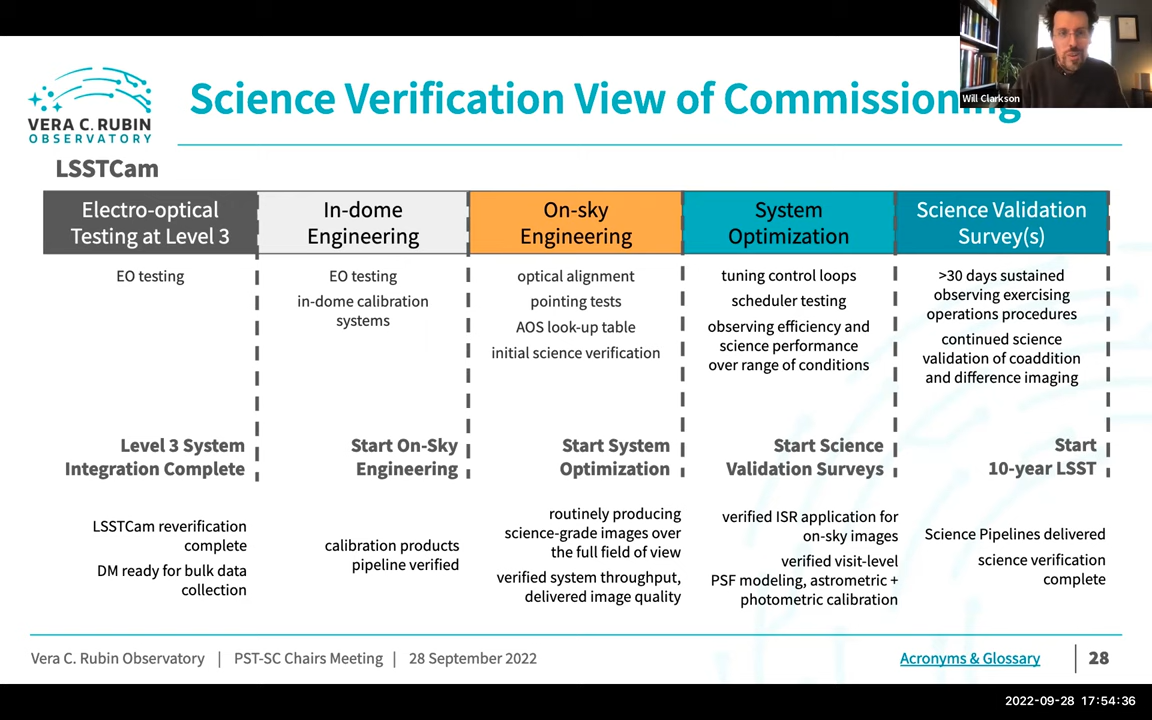 Science Verification View of Commissioning
Will Clarkson
VERA C. RUBIN
OBSERVATORY
LSSTCam
Electro-optical
Testing at Level 3
In-dome
Engineering
On-sky
Engineering
System
Optimization
Science Validation
Survey(s)
EO testing
EO testing
in-dome calibration
systems
optical alignment
pointing tests
AOS look-up table
initial science verification
tuning control loops
scheduler testing
observing efficiency and
science performance
over range of conditions
>30 days sustained
observing exercising
operations procedures
continued science
validation of coaddition
and difference imaging
Level 3 System
Integration Complete
Start On-Sky
Engineering
Start System
Optimization
Start Science
Validation Surveys
Start
10-year LSST
LSSTCam reverification
complete
DM ready for bulk data
collection
calibration products
pipeline verified
routinely producing
science-grade images over
the full field of view
verified system throughput,
delivered image quality
verified ISR application for
on-sky images
verified visit-level
PSF modeling, astrometric +
photometric calibration
Science Pipelines delivered
science verification
complete
Vera C. Rubin Observatory | PST-SC Chairs Meeting | 28 September 2022
Acronyms & Glossary | 28
2022-09-28 17:54:36